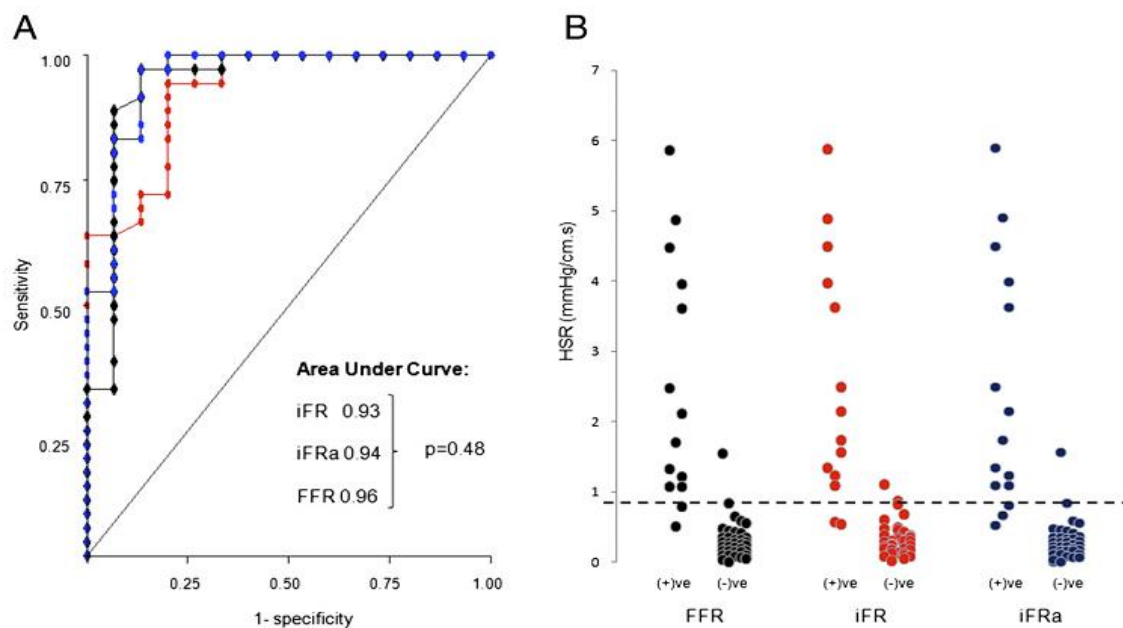 A
1.00
0.75
0.50
0.25
Sensitivity
Area Under Curve:
iFR 0.93
iFRa 0.94
FFR 0.96
p=0.48
0.25
0.50
0.75
1.00
1- specificity
B
7
6
5
4
3
2
1
0
HSR (mmHg/cm.s)
(+)ve (-)ve (+)ve (-)ve (+)ve (-)ve
FFR iFR iFRa